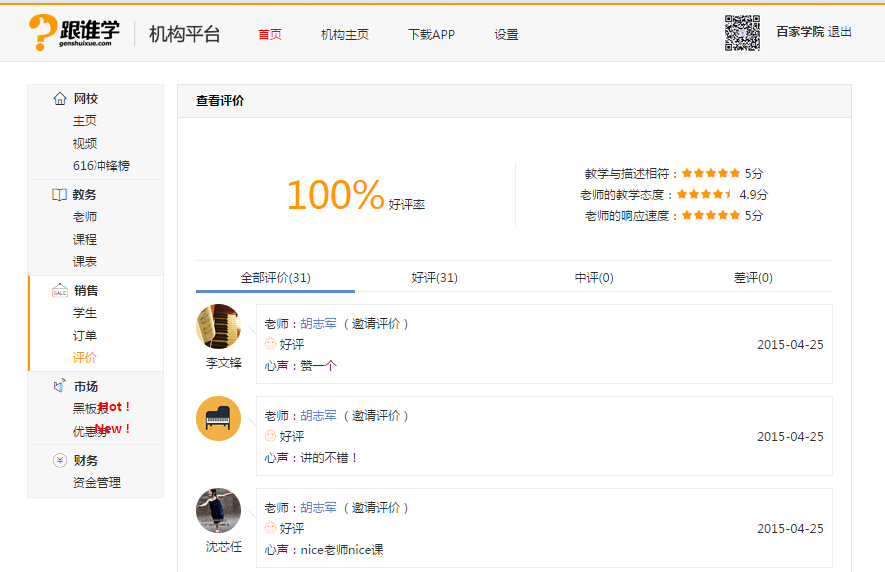 跟谁学
genshuixue.com
机构平台
首页
机构主页
下载APP
设置
百家学院 退出
网校
主页
视频
616冲锋榜
教务
老师
课程
课表
SALE 销售
学生
订单
评价
市场
黑板报 Hot！
优惠券 New！
财务
资金管理
查看评价
100% 好评率
教学与描述相符： 5分
老师的教学态度： 4.9分
老师的响应速度： 5分
全部评价(31)
好评(31)
中评(0)
差评(0)
老师：胡志军 （邀请评价）
好评
心声：赞一个
2015-04-25
李文锋
老师：胡志军 （邀请评价）
好评
心声：讲的不错！
2015-04-25
老师：胡志军 （邀请评价）
好评
心声：nice老师nice课
2015-04-25
沈芯任